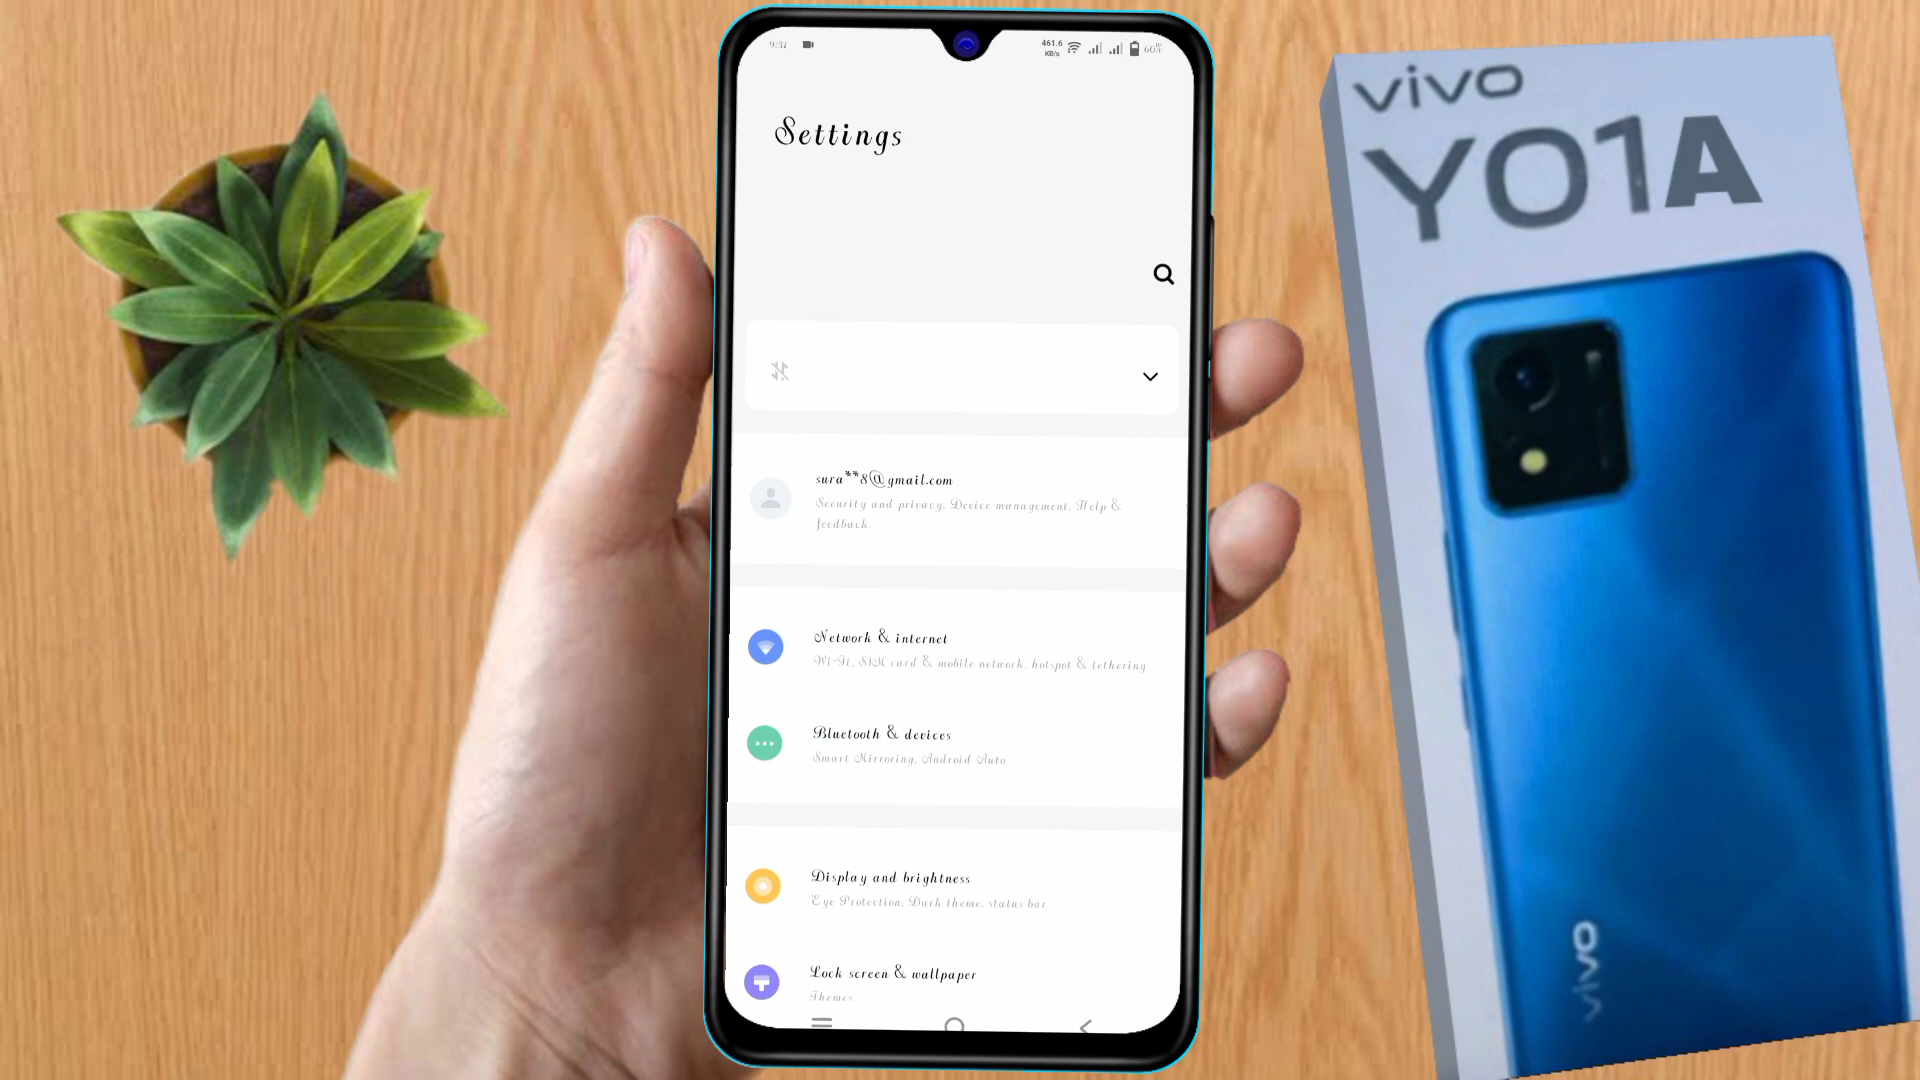 9:31
461.6
KB/s
60%
Settings
sura**8@gmail.com
Security and privacy, Device management, Help &
feedback.
Network & internet
Wi-Fi, SIM card & mobile network, hotspot & tethering
Bluetooth & devices
Smart Mirroring, Android Auto
Display and brightness
Eye Protection, Dark theme, status bar
Lock screen & wallpaper
Themes
vivo
Y01A
vivo